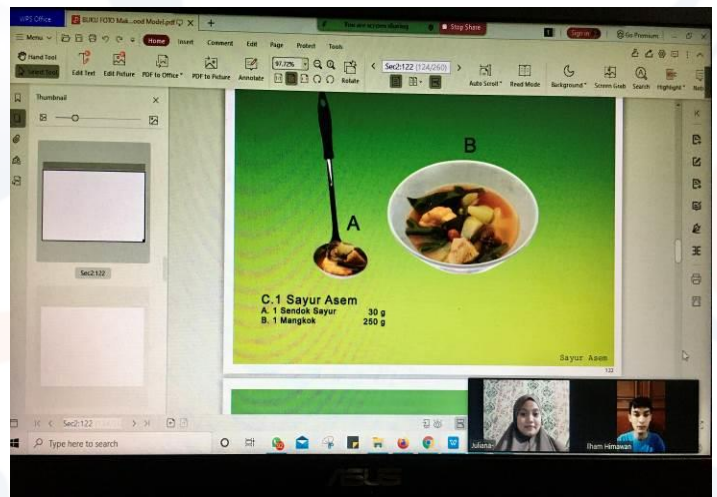 WPS Office
BUKU FOTO Mak...ood Model.pdf
You are screen sharing
Stop Share
1
Sign in
Go Premium
Menu
Home
Insert
Comment
Edit
Page
Protect
Tools
Hand Tool
Select Tool
Edit Text
Edit Picture
PDF to Office
PDF to Picture
Annotate
97,72%
Rotate
Sec2:122 (124/260)
Auto Scroll
Read Mode
Background
Screen Grab
Search
Highlight
Thumbnail
Sec2:122
A
B
C.1 Sayur Asem
A. 1 Sendok Sayur 30 g
B. 1 Mangkok 250 g
Sayur Asem
122
Sec2:122
Type here to search
Juliana
Ilham Himawan
ASUS